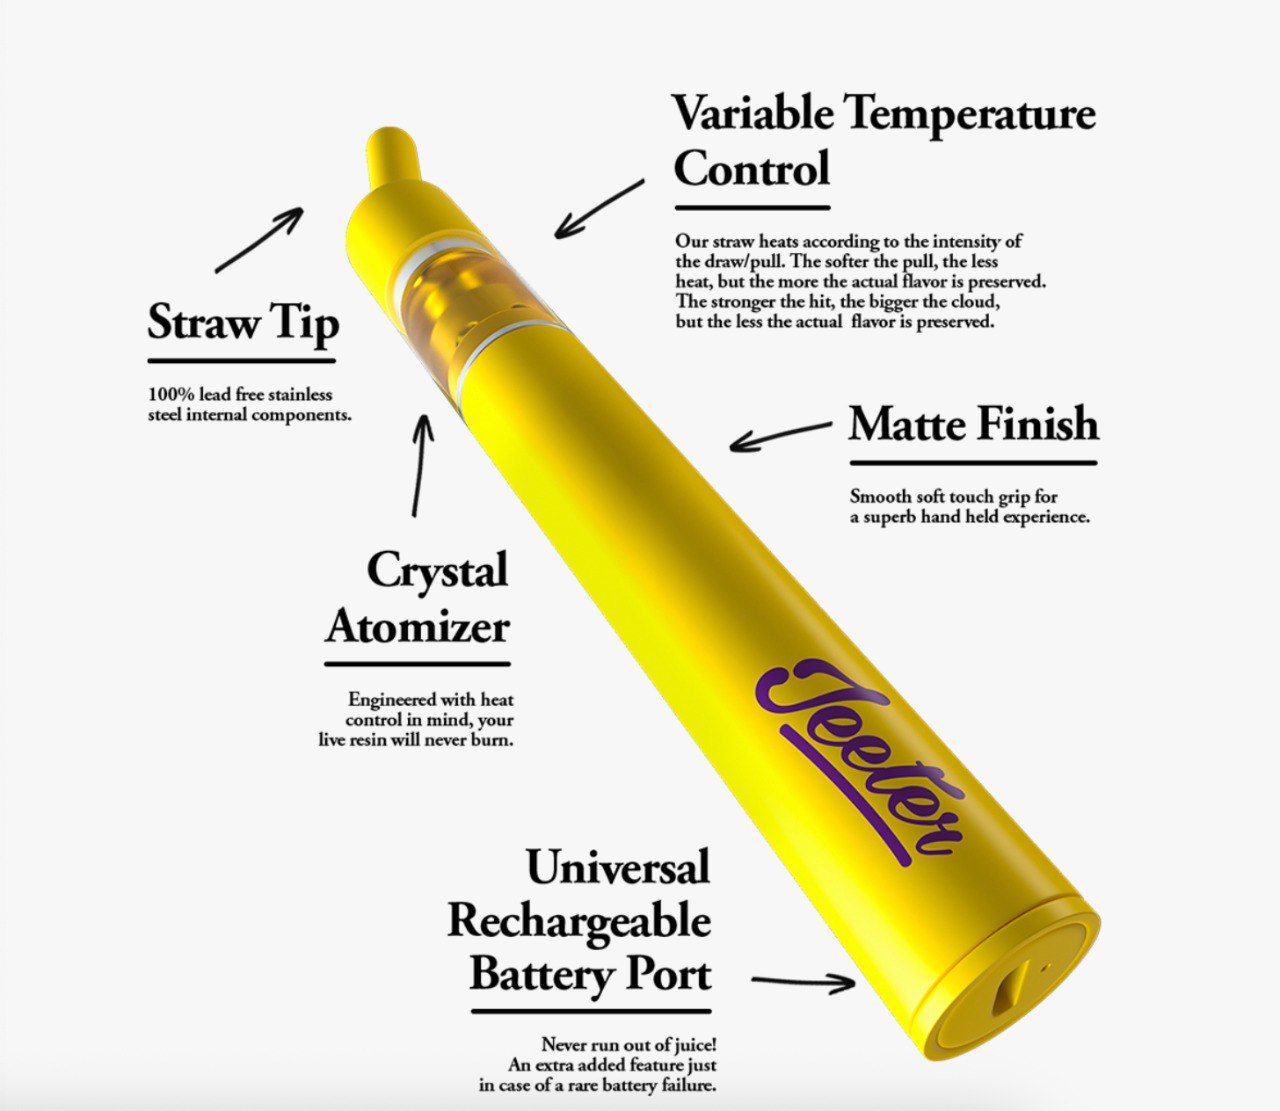 Variable Temperature
Control
Our straw heats according to the intensity of
the draw/pull. The softer the pull, the less
heat, but the more the actual flavor is preserved.
The stronger the hit, the bigger the cloud,
but the less the actual flavor is preserved.
Straw Tip
100% lead free stainless
steel internal components.
Matte Finish
Smooth soft touch grip for
a superb hand held experience.
Crystal
Atomizer
Engineered with heat
control in mind, your
live resin will never burn.
Jeeter
Universal
Rechargeable
Battery Port
Never run out of juice!
An extra added feature just
in case of a rare battery failure.